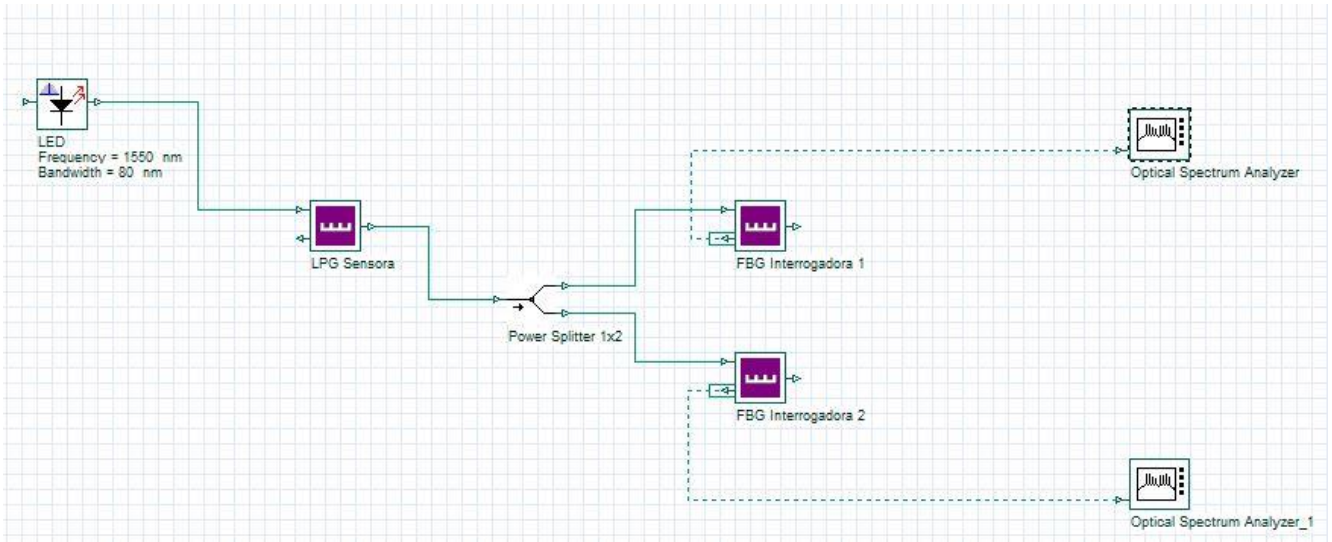 LED
Frequency = 1550 nm
Bandwidth = 80 nm
LPG Sensora
Power Splitter 1x2
FBG Interrogadora 1
Optical Spectrum Analyzer
FBG Interrogadora 2
Optical Spectrum Analyzer_1